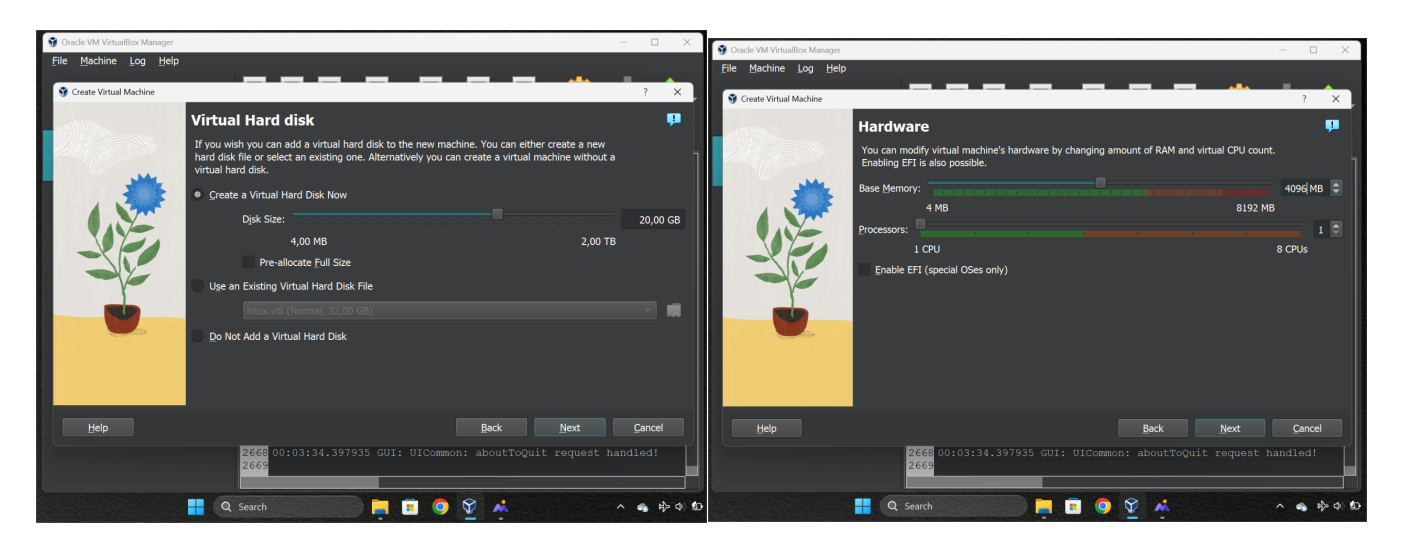 Oracle VM VirtualBox Manager
File Machine Log Help
Create Virtual Machine
Virtual Hard disk
If you wish you can add a virtual hard disk to the new machine. You can either create a new
hard disk file or select an existing one. Alternatively you can create a virtual machine without a
virtual hard disk.
Create a Virtual Hard Disk Now
Disk Size:
20,00 GB
4,00 MB
2,00 TB
Pre-allocate Full Size
Use an Existing Virtual Hard Disk File
linux.vdi (Normal, 32,00 GB)
Do Not Add a Virtual Hard Disk
Help
Back
Next
Cancel
2668 00:03:34.397935 GUI: UICommon: aboutToQuit request handled!
2669
Search
Oracle VM VirtualBox Manager
File Machine Log Help
Create Virtual Machine
Hardware
You can modify virtual machine's hardware by changing amount of RAM and virtual CPU count.
Enabling EFI is also possible.
Base Memory:
4096 MB
4 MB
8192 MB
Processors:
1
1 CPU
8 CPUs
Enable EFI (special OSes only)
Help
Back
Next
Cancel
2668 00:03:34.397935 GUI: UICommon: aboutToQuit request handled!
2669
Search